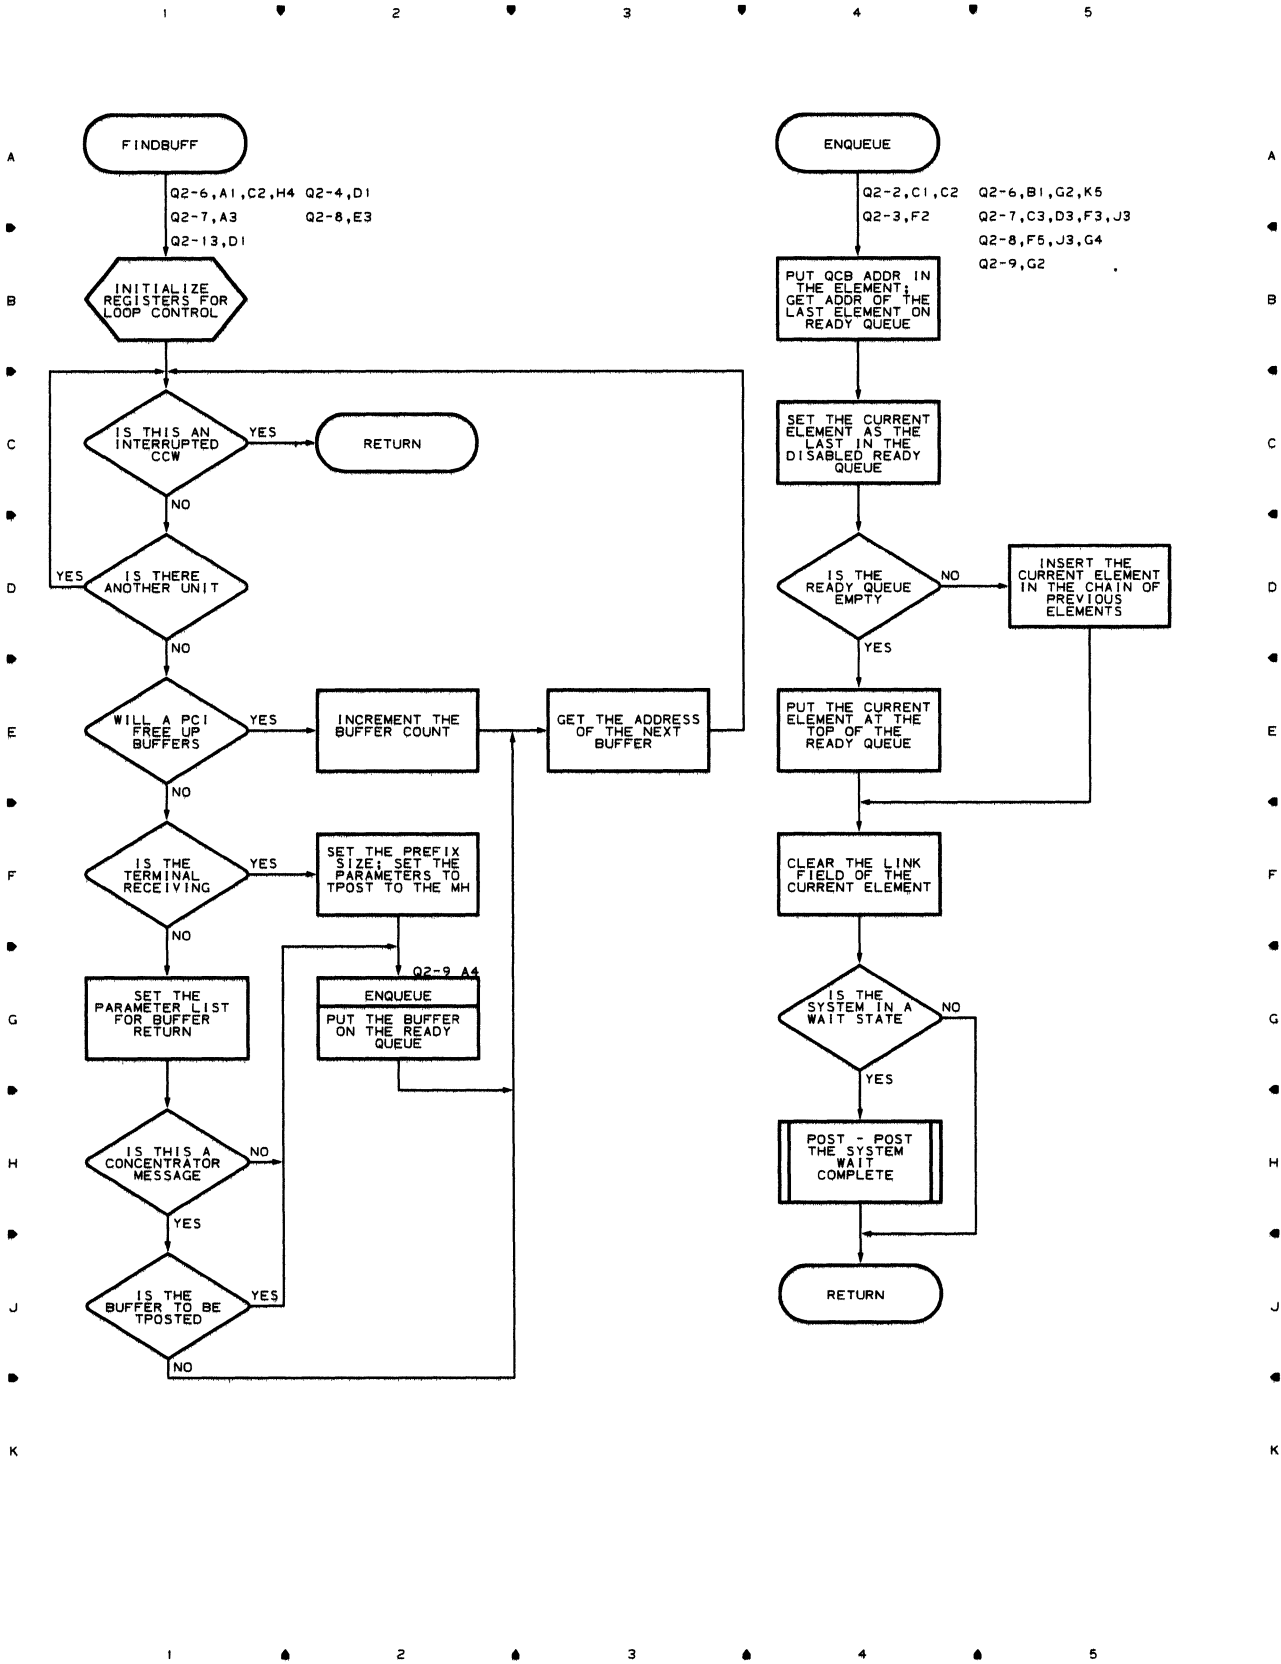 1 2 3 4 5
A
FINDBUFF
Q2-6,A1,C2,H4 Q2-4,D1
Q2-7,A3 Q2-8,E3
Q2-13,D1
B
INITIALIZE
REGISTERS FOR
LOOP CONTROL
C
IS THIS AN
INTERRUPTED
CCW
YES
RETURN
NO
D
IS THERE
ANOTHER UNIT
YES
NO
E
WILL A PCI
FREE UP
BUFFERS
YES
INCREMENT THE
BUFFER COUNT
GET THE ADDRESS
OF THE NEXT
BUFFER
NO
F
IS THE
TERMINAL
RECEIVING
YES
SET THE PREFIX
SIZE; SET THE
PARAMETERS TO
TPOST TO THE MH
NO
G
SET THE
PARAMETER LIST
FOR BUFFER
RETURN
Q2-9 A4
ENQUEUE
PUT THE BUFFER
ON THE READY
QUEUE
H
IS THIS A
CONCENTRATOR
MESSAGE
NO
YES
J
IS THE
BUFFER TO BE
TPOSTED
YES
NO
K
ENQUEUE
A
Q2-2,C1,C2 Q2-6,B1,G2,K5
Q2-3,F2 Q2-7,C3,D3,F3,J3
Q2-8,F5,J3,G4
Q2-9,G2
PUT QCB ADDR IN
THE ELEMENT;
GET ADDR OF THE
LAST ELEMENT ON
READY QUEUE
B
SET THE CURRENT
ELEMENT AS THE
LAST IN THE
DISABLED READY
QUEUE
C
IS THE
READY QUEUE
EMPTY
NO
INSERT THE
CURRENT ELEMENT
IN THE CHAIN OF
PREVIOUS
ELEMENTS
D
YES
PUT THE CURRENT
ELEMENT AT THE
TOP OF THE
READY QUEUE
E
CLEAR THE LINK
FIELD OF THE
CURRENT ELEMENT
F
IS THE
SYSTEM IN A
WAIT STATE
NO
G
YES
POST - POST
THE SYSTEM
WAIT
COMPLETE
H
RETURN
J
K
1 2 3 4 5